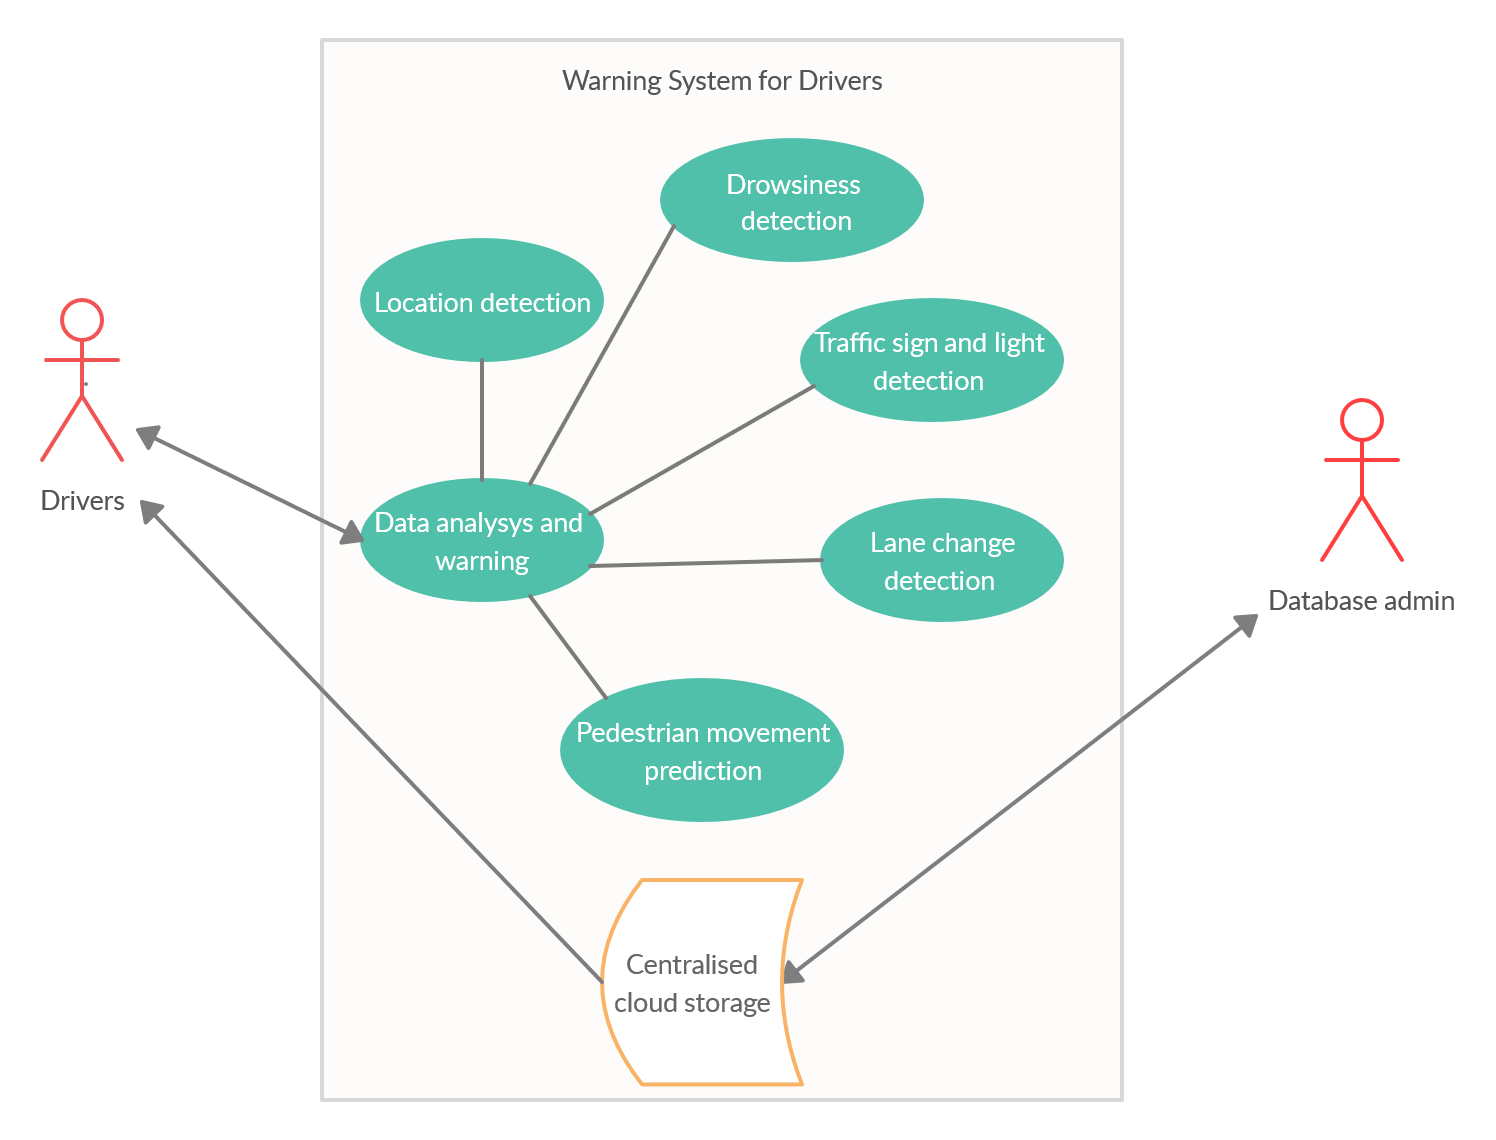 Warning System for Drivers
Drowsiness
detection
Location detection
Traffic sign and light
detection
Drivers
Data analysys and
warning
Lane change
detection
Database admin
Pedestrian movement
prediction
Centralised
cloud storage